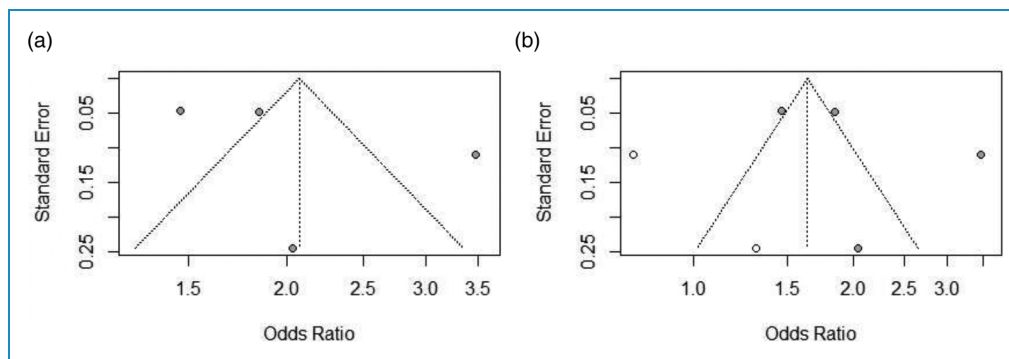 (a)
(b)
Standard Error
0.05
0.15
0.25
1.5 2.0 2.5 3.0 3.5
Odds Ratio
Standard Error
0.05
0.15
0.25
1.0 1.5 2.0 2.5 3.0
Odds Ratio